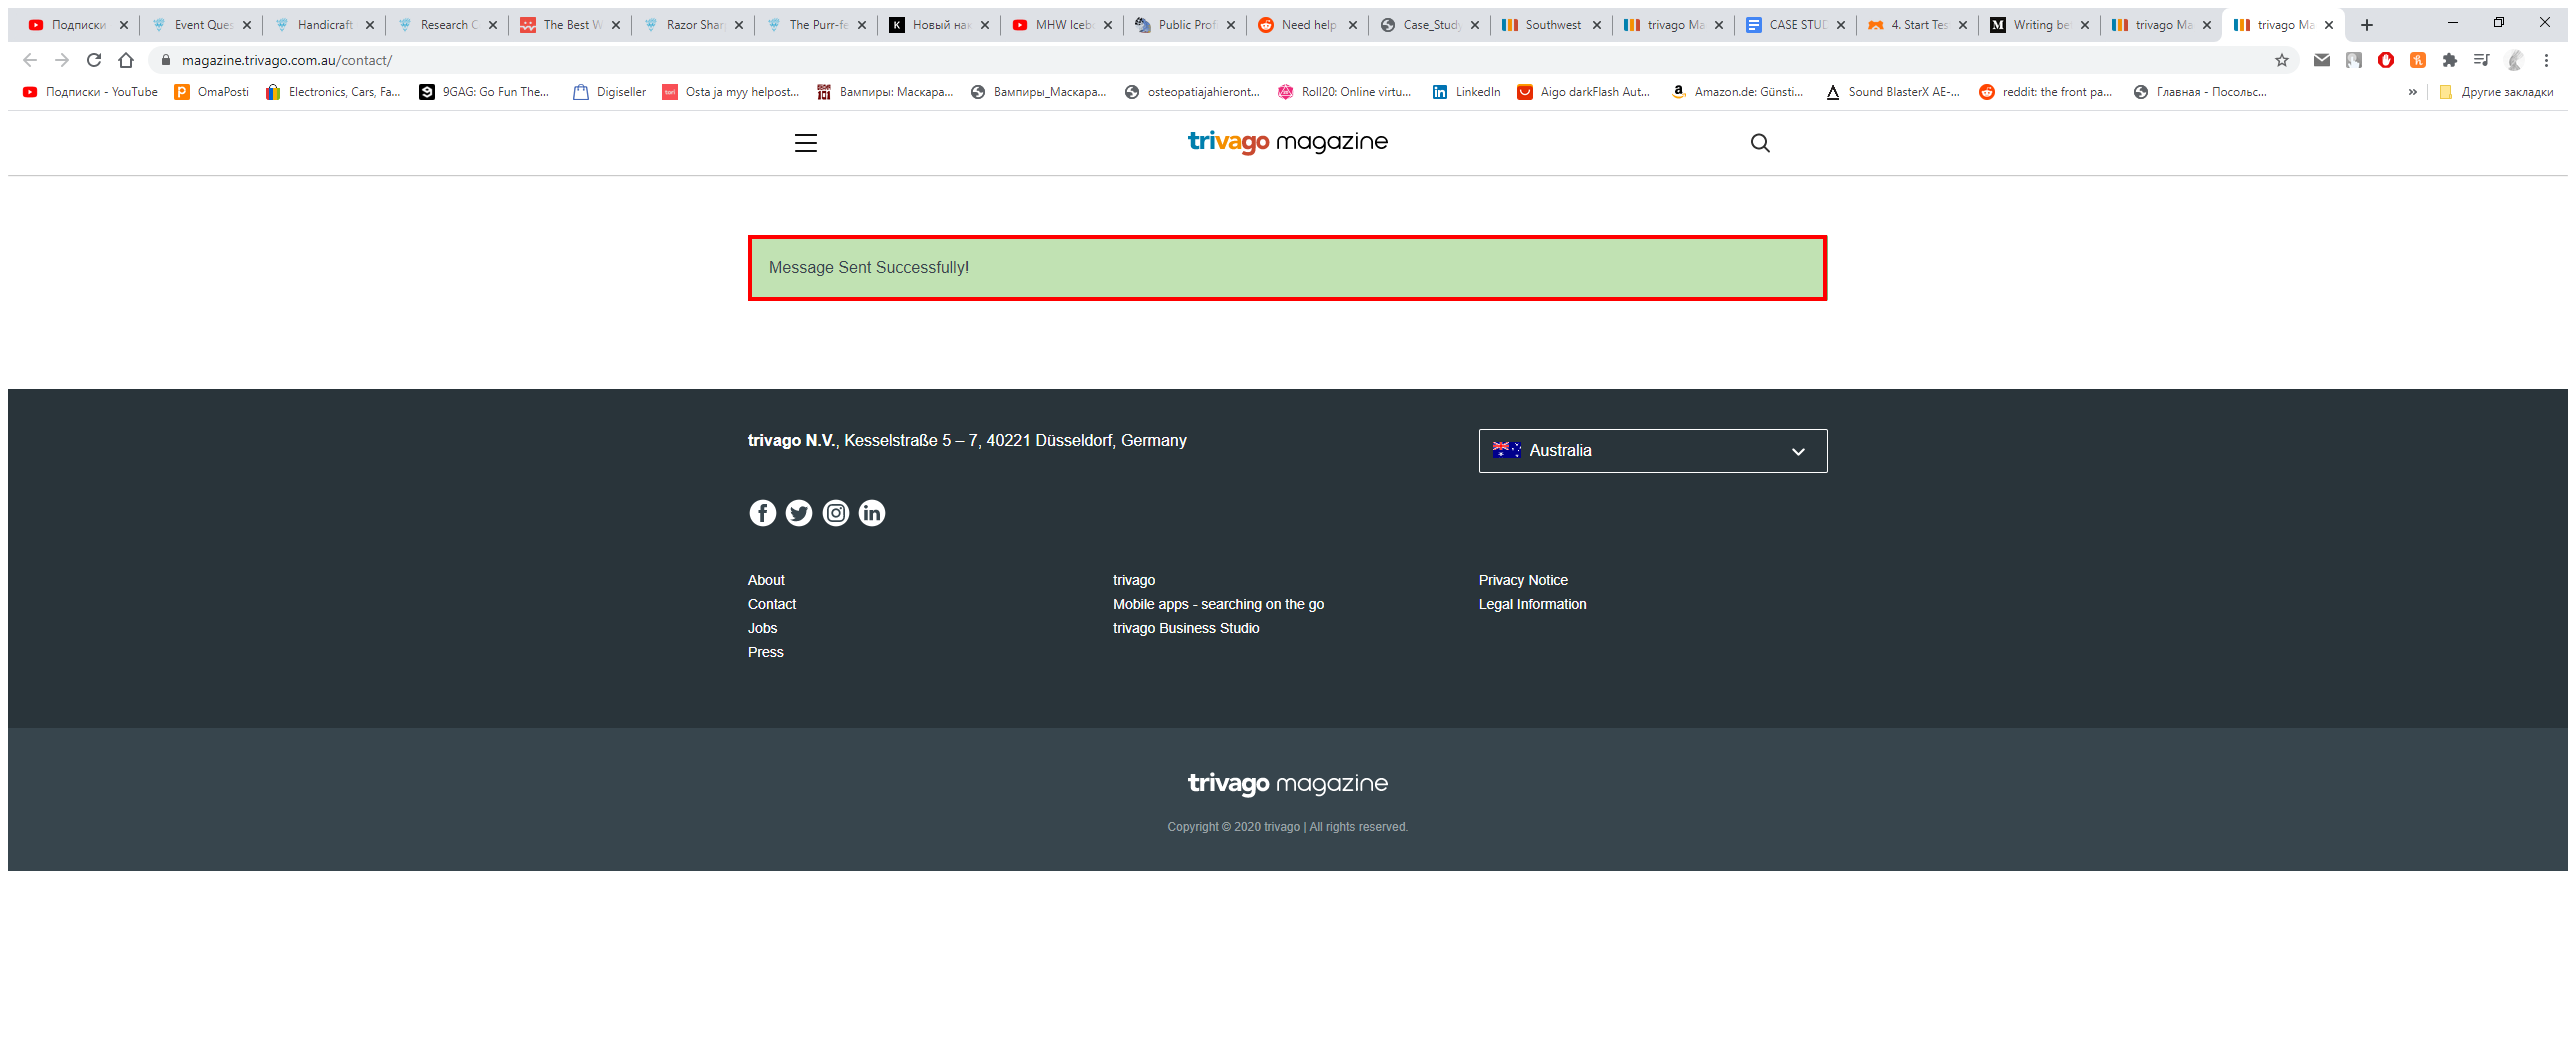 Подписки Event Ques Handicraft Research C The Best W Razor Shar The Purr-fe Новый нак MHW Iceb Public Prof Need help Case_Study Southwest trivago Ma CASE STUD 4. Start Tes Writing be trivago Ma trivago Ma
magazine.trivago.com.au/contact/
Подписки - YouTube OmaPosti Electronics, Cars, Fa... 9GAG: Go Fun The... Digiseller Osta ja myy helpost... Вампиры: Маскара... Вампиры_Маскара... osteopatiajahieront... Roll20: Online virtu... LinkedIn Aigo darkFlash Aut... Amazon.de: Günsti... Sound BlasterX AE-... reddit: the front pa... Главная - Посольс... » Другие закладки
trivago magazine
Message Sent Successfully!
trivago N.V., Kesselstraße 5 – 7, 40221 Düsseldorf, Germany
Australia
About
Contact
Jobs
Press
trivago
Mobile apps - searching on the go
trivago Business Studio
Privacy Notice
Legal Information
trivago magazine
Copyright © 2020 trivago | All rights reserved.